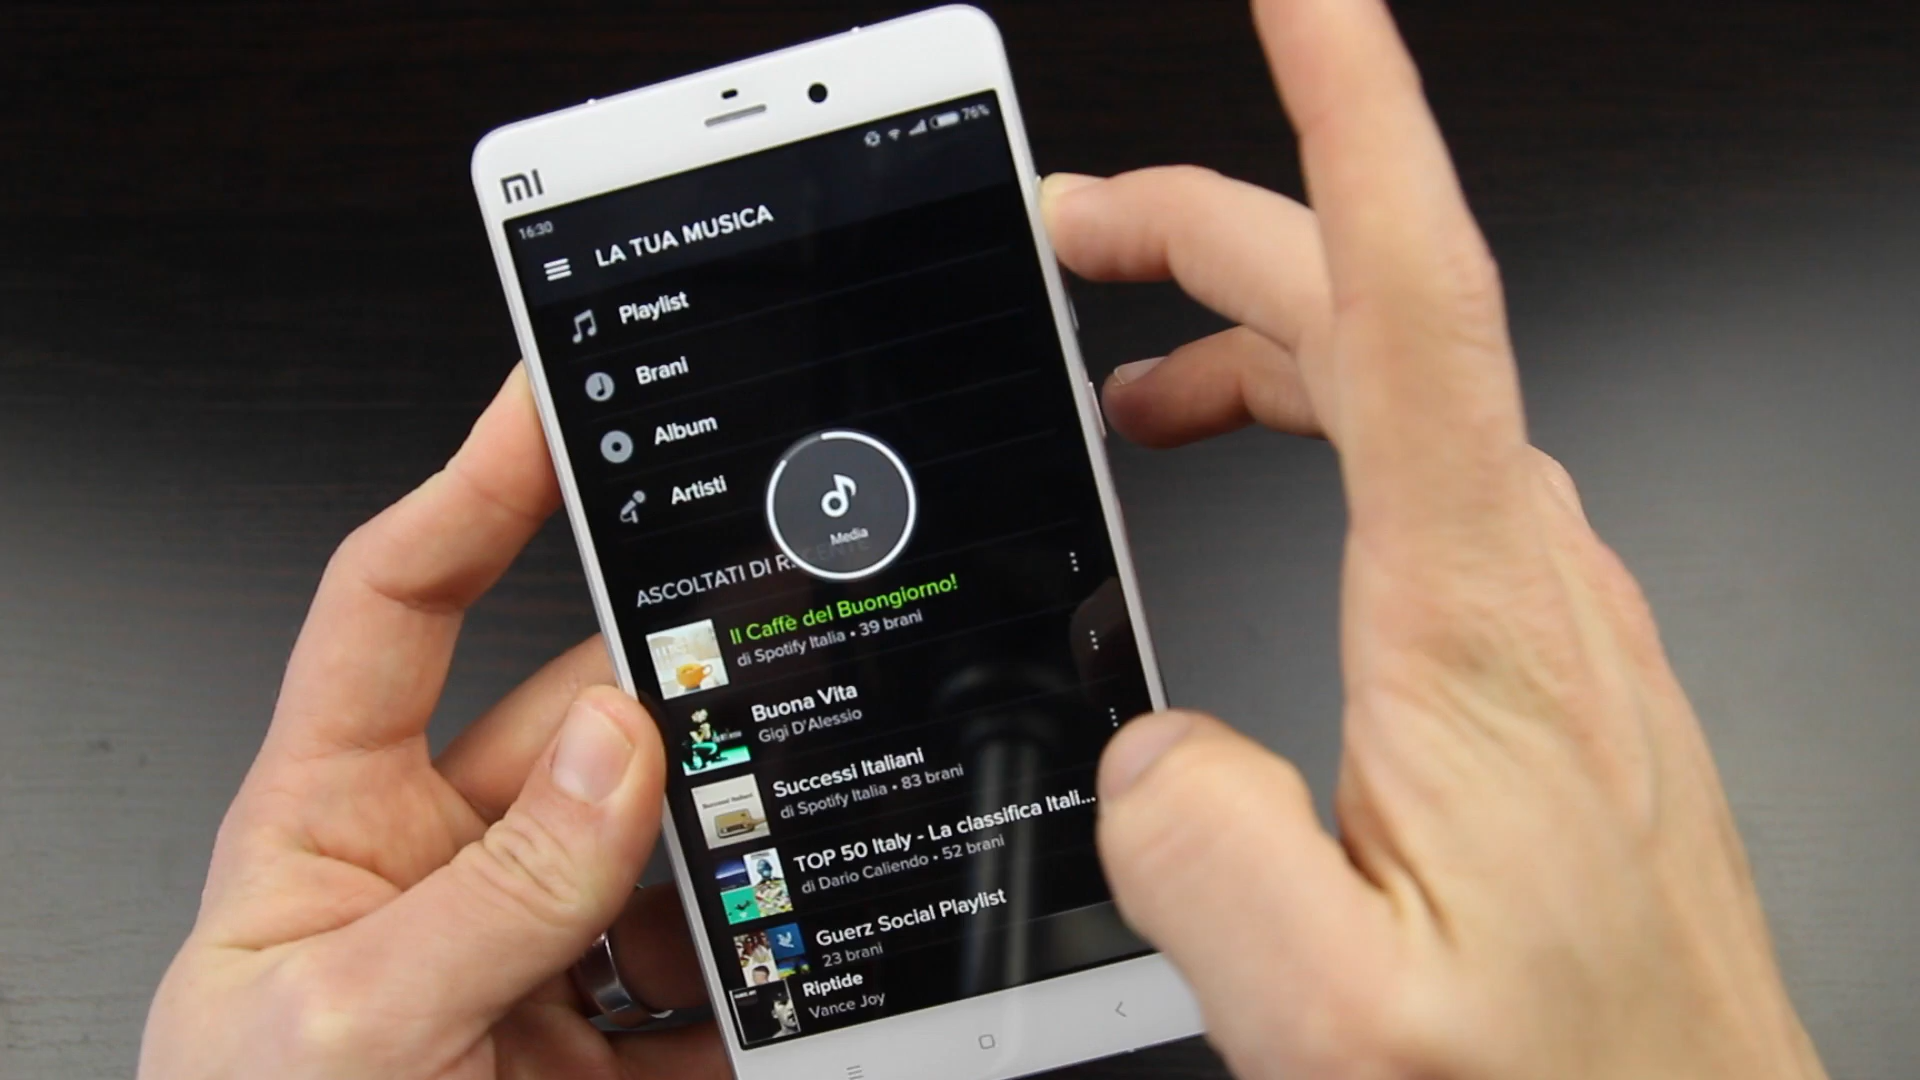 mi
76%
16:30
LA TUA MUSICA
Playlist
Brani
Album
Artisti
Media
ASCOLTATI DI RECENTE
Il Caffè del Buongiorno!
di Spotify Italia • 39 brani
Buona Vita
Gigi D'Alessio
Successi Italiani
di Spotify Italia • 83 brani
TOP 50 Italy - La classifica Itali...
di Dario Caliendo • 52 brani
Guerz Social Playlist
23 brani
Riptide
Vance Joy